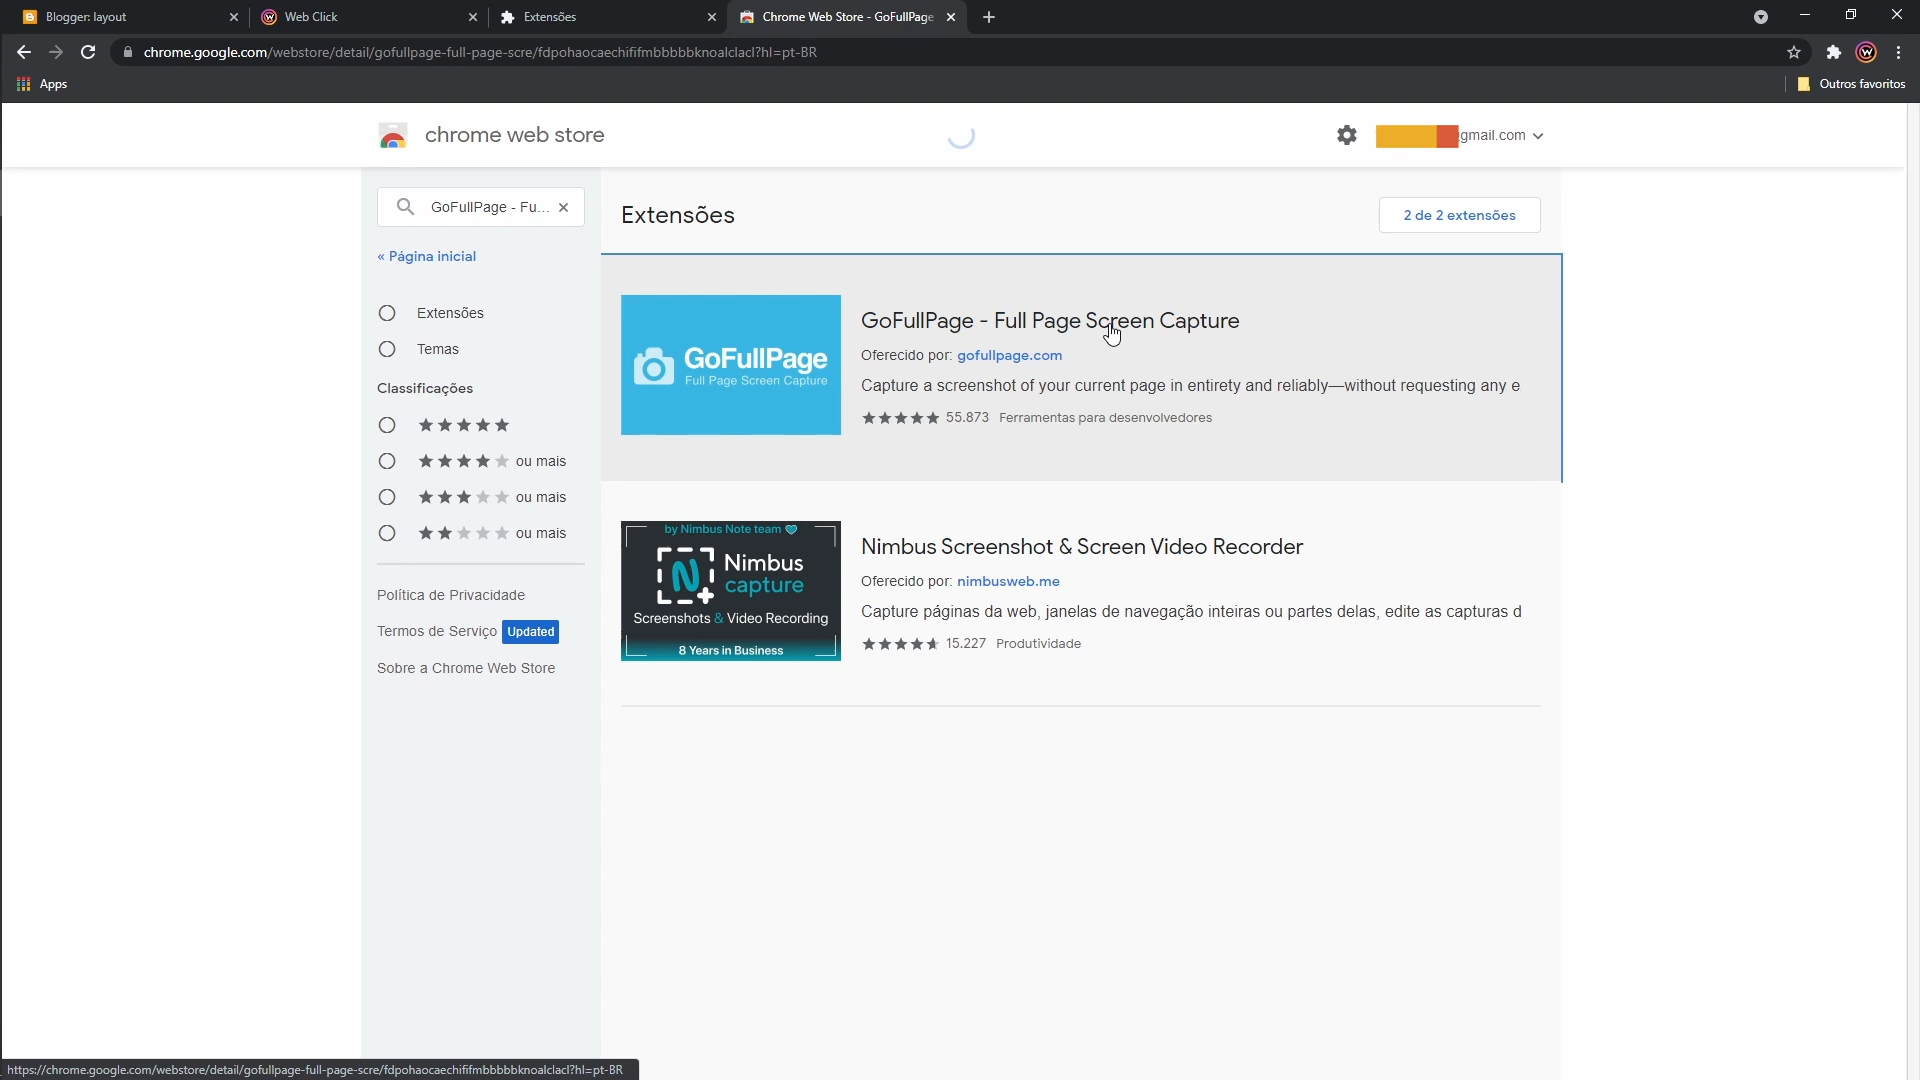 Blogger: layout
Web Click
Extensões
Chrome Web Store - GoFullPage
chrome.google.com/webstore/detail/gofullpage-full-page-scre/fdpohaocaechififmbbbbbknoalclacl?hl=pt-BR
Apps
Outros favoritos
chrome web store
gmail.com
GoFullPage - Fu...
« Página inicial
Extensões
Temas
Classificações
ou mais
ou mais
ou mais
Política de Privacidade
Termos de Serviço Updated
Sobre a Chrome Web Store
Extensões
2 de 2 extensões
GoFullPage
Full Page Screen Capture
GoFullPage - Full Page Screen Capture
Oferecido por: gofullpage.com
Capture a screenshot of your current page in entirety and reliably—without requesting any e
55.873 Ferramentas para desenvolvedores
by Nimbus Note team
Nimbus
capture
Screenshots & Video Recording
8 Years in Business
Nimbus Screenshot & Screen Video Recorder
Oferecido por: nimbusweb.me
Capture páginas da web, janelas de navegação inteiras ou partes delas, edite as capturas d
15.227 Produtividade
https://chrome.google.com/webstore/detail/gofullpage-full-page-scre/fdpohaocaechififmbbbbbknoalclacl?hl=pt-BR